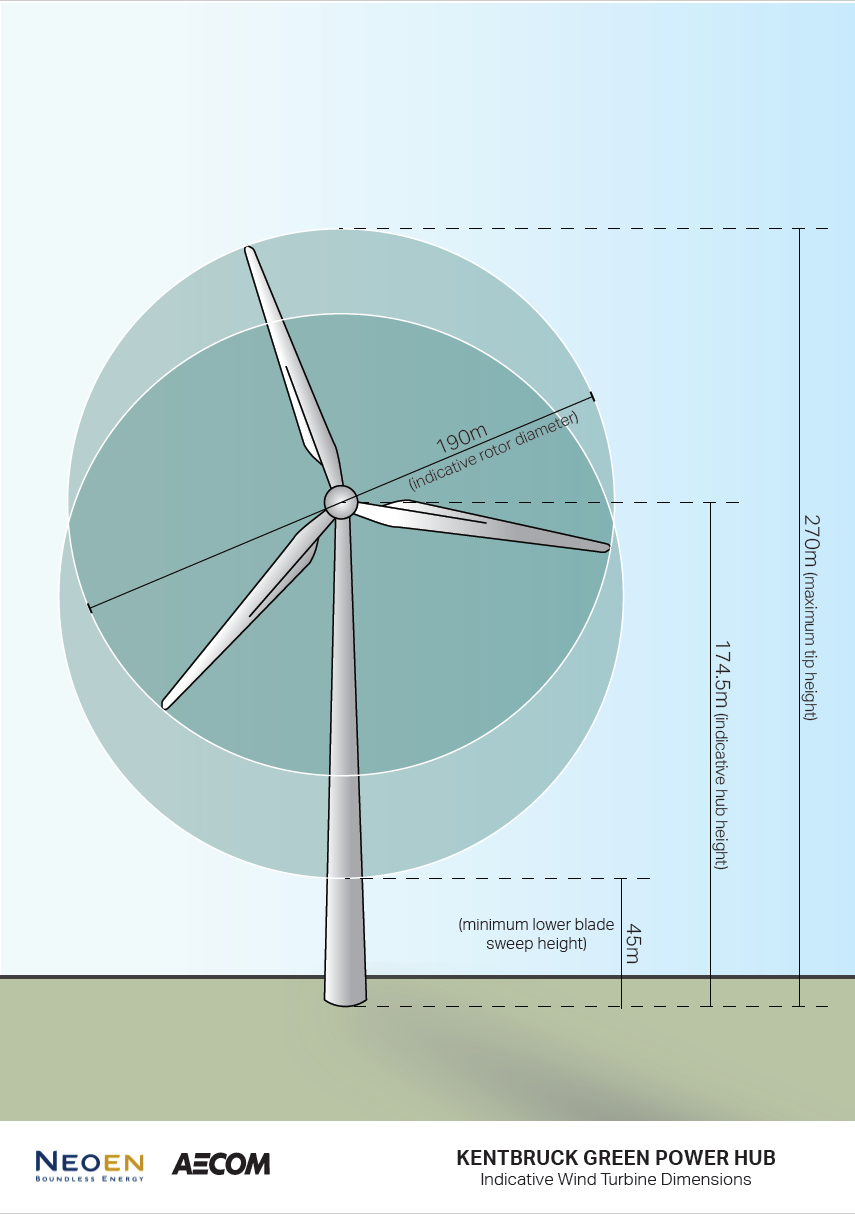 190m
(indicative rotor diameter)
270m (maximum tip height)
174.5m (indicative hub height)
(minimum lower blade
sweep height)
45m
NEOEN
BOUNDLESS ENERGY
AECOM
KENTBRUCK GREEN POWER HUB
Indicative Wind Turbine Dimensions